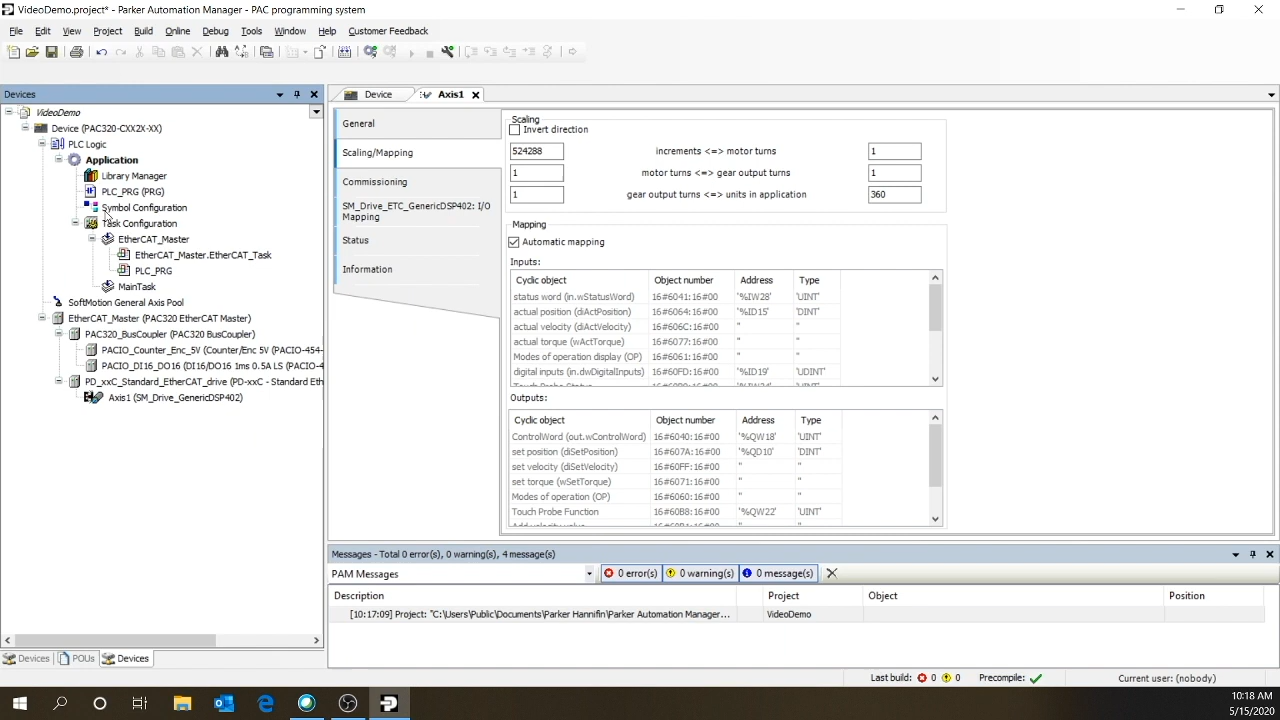 VideoDemo.project* - Parker Automation Manager - PAC programming system
File Edit View Project Build Online Debug Tools Window Help Customer Feedback
Devices
VideoDemo
Device (PAC320-CXX2X-XX)
PLC Logic
Application
Library Manager
PLC_PRG (PRG)
Symbol Configuration
Task Configuration
EtherCAT_Master
EtherCAT_Master.EtherCAT_Task
PLC_PRG
MainTask
SoftMotion General Axis Pool
EtherCAT_Master (PAC320 EtherCAT Master)
PAC320_BusCoupler (PAC320 BusCoupler)
PACIO_Counter_Enc_5V (Counter/Enc 5V (PACIO-454-
PACIO_DI16_DO16 (DI16/DO16 1ms 0.5A LS (PACIO-4
PD_xxC_Standard_EtherCAT_drive (PD-xxC - Standard Eth
Axis1 (SM_Drive_GenericDSP402)
Devices POUs Devices
Device Axis1
General
Scaling/Mapping
Commissioning
SM_Drive_ETC_GenericDSP402: I/O
Mapping
Status
Information
Scaling
Invert direction
524288 increments <=> motor turns 1
1 motor turns <=> gear output turns 1
1 gear output turns <=> units in application 360
Mapping
Automatic mapping
Inputs:
Cyclic object Object number Address Type
status word (in.wStatusWord) 16#6041:16#00 '%IW28' 'UINT'
actual position (diActPosition) 16#6064:16#00 '%ID15' 'DINT'
actual velocity (diActVelocity) 16#606C:16#00 '' ''
actual torque (wActTorque) 16#6077:16#00 '' ''
Modes of operation display (OP) 16#6061:16#00 '' ''
digital inputs (in.dwDigitalInputs) 16#60FD:16#00 '%ID19' 'UDINT'
Touch Probe Status
Outputs:
Cyclic object Object number Address Type
ControlWord (out.wControlWord) 16#6040:16#00 '%QW18' 'UINT'
set position (diSetPosition) 16#607A:16#00 '%QD10' 'DINT'
set velocity (diSetVelocity) 16#60FF:16#00 '' ''
set torque (wSetTorque) 16#6071:16#00 '' ''
Modes of operation (OP) 16#6060:16#00 '' ''
Touch Probe Function 16#60B8:16#00 '%QW22' 'UINT'
Add velocity value
Messages - Total 0 error(s), 0 warning(s), 4 message(s)
PAM Messages 0 error(s) 0 warning(s) 0 message(s)
Description Project Object Position
[10:17:09] Project: "C:\Users\Public\Documents\Parker Hannifin\Parker Automation Manager... VideoDemo
Last build: 0 0 Precompile: Current user: (nobody)
10:18 AM
5/15/2020